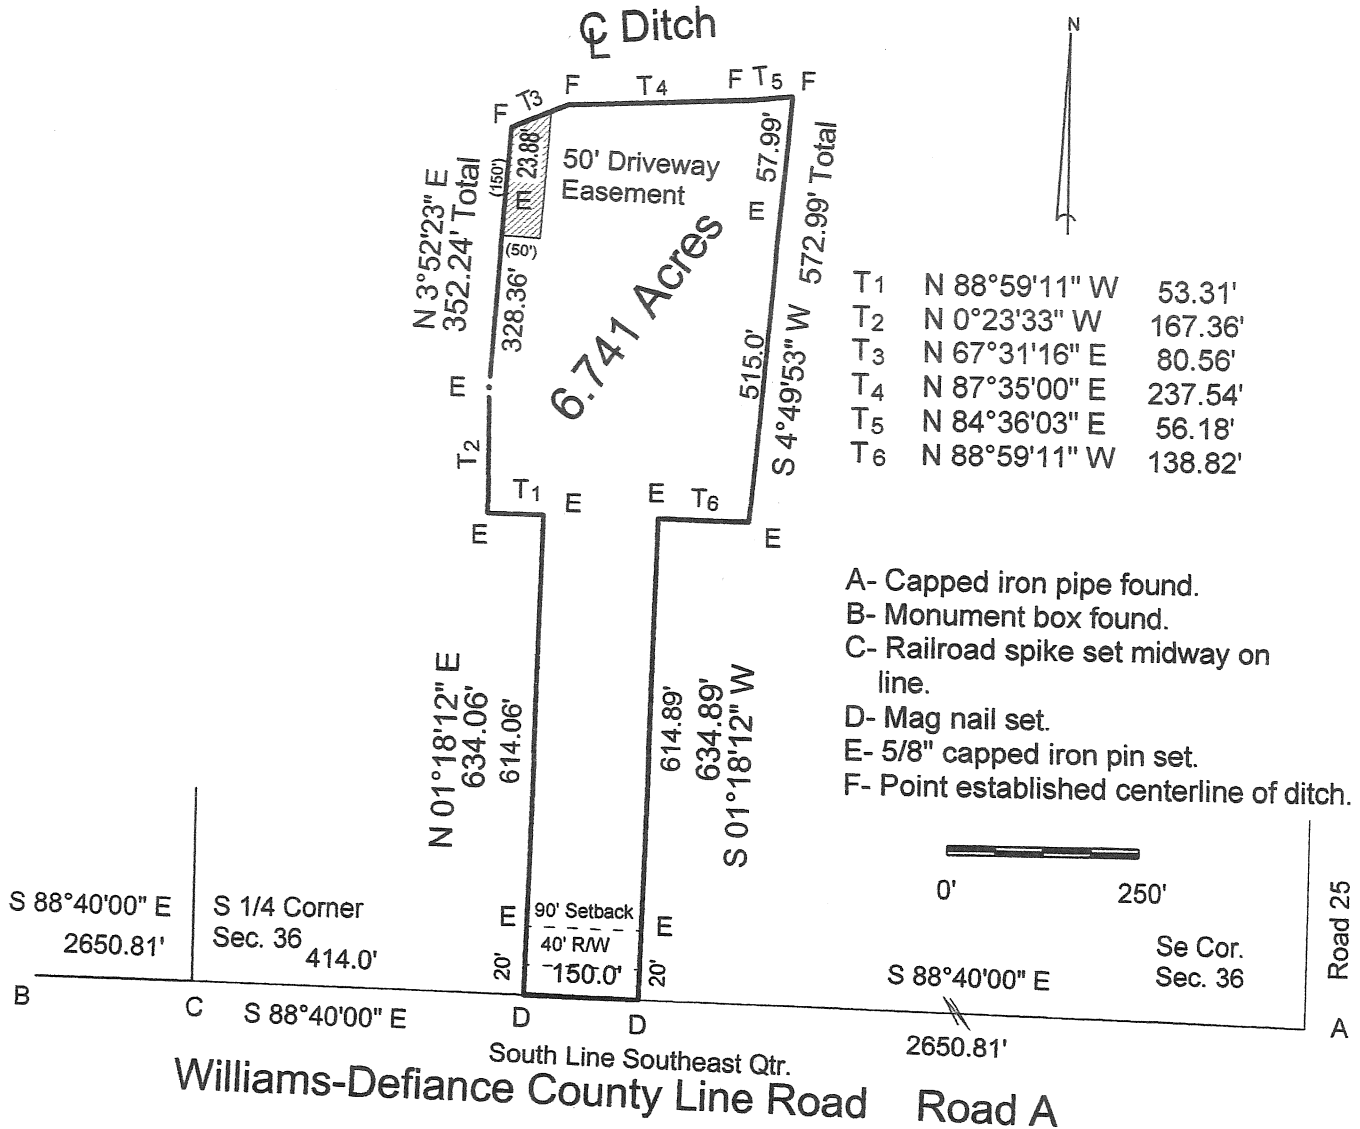 ℄ Ditch
N
F T3 F T4 F T5 F
23.88'
(150')
E
50' Driveway
Easement
(50')
N 3°52'23" E
352.24' Total
328.36'
57.99'
E
572.99' Total
S 4°49'53" W
515.0'
6.741 Acres
E
T2
T1
E
E
E
T6
E
T1 N 88°59'11" W 53.31'
T2 N 0°23'33" W 167.36'
T3 N 67°31'16" E 80.56'
T4 N 87°35'00" E 237.54'
T5 N 84°36'03" E 56.18'
T6 N 88°59'11" W 138.82'
A- Capped iron pipe found.
B- Monument box found.
C- Railroad spike set midway on
line.
D- Mag nail set.
E- 5/8" capped iron pin set.
F- Point established centerline of ditch.
N 01°18'12" E
634.06'
614.06'
614.89'
634.89'
S 01°18'12" W
0' 250'
Road 25
S 88°40'00" E
2650.81'
S 1/4 Corner
Sec. 36
414.0'
E
90' Setback
E
40' R/W
20'
150.0'
20'
Se Cor.
Sec. 36
S 88°40'00" E
2650.81'
B
C
S 88°40'00" E
D
D
A
South Line Southeast Qtr.
Williams-Defiance County Line Road Road A